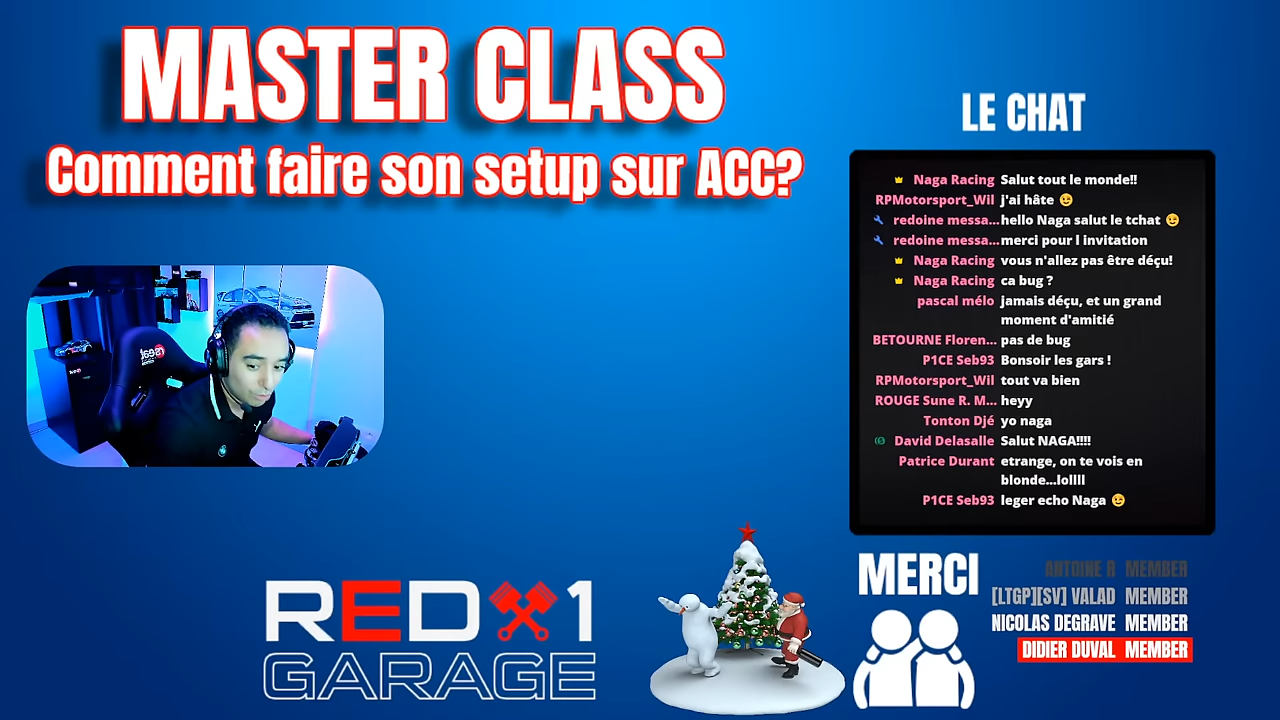 MASTER CLASS
Comment faire son setup sur ACC?
LE CHAT
Naga Racing Salut tout le monde!!
RPMotorsport_Wil j'ai hâte 😉
redoine messa... hello Naga salut le tchat 😉
redoine messa... merci pour l invitation
Naga Racing vous n'allez pas être déçu!
Naga Racing ca bug ?
pascal mélo jamais déçu, et un grand
moment d'amitié
BETOURNE Floren... pas de bug
P1CE Seb93 Bonsoir les gars !
RPMotorsport_Wil tout va bien
ROUGE Sune R. M... heyy
Tonton Djé yo naga
David Delasalle Salut NAGA!!!!
Patrice Durant etrange, on te vois en
blonde...lollll
P1CE Seb93 leger echo Naga 😉
RED 1
GARAGE
MERCI
ANTOINE R MEMBER
[LTGP][SV] VALAD MEMBER
NICOLAS DEGRAVE MEMBER
DIDIER DUVAL MEMBER